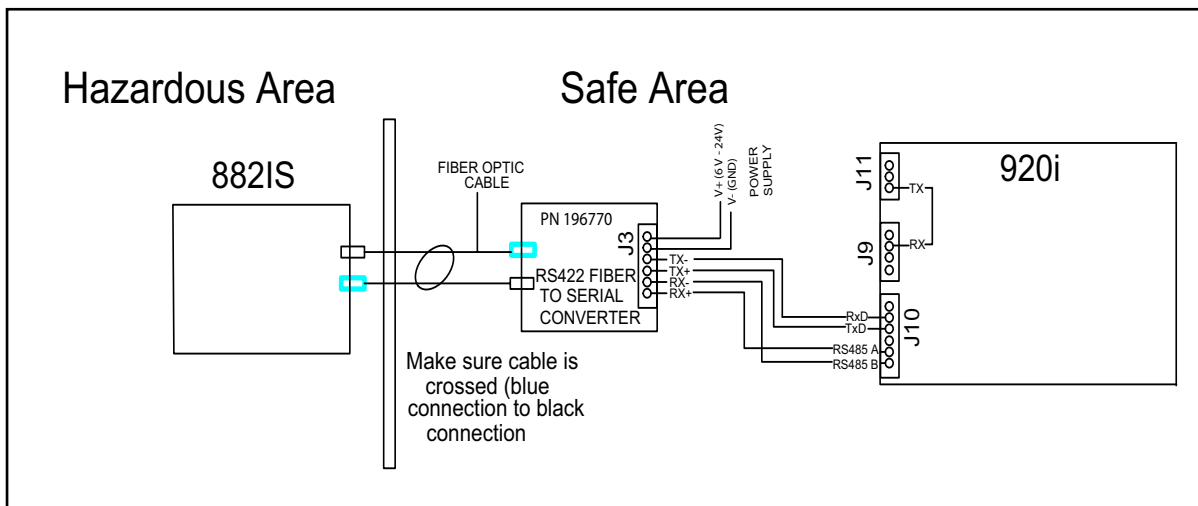 Hazardous Area
Safe Area
882IS
FIBER OPTIC
CABLE
PN 196770
J3
RS422 FIBER
TO SERIAL
CONVERTER
V+ (6 V - 24V)
V- (GND)
POWER
SUPPLY
TX-
TX+
RX-
RX+
920i
J11
TX
J9
RX
J10
RxD
TxD
RS485 A
RS485 B
Make sure cable is
crossed (blue
connection to black
connection